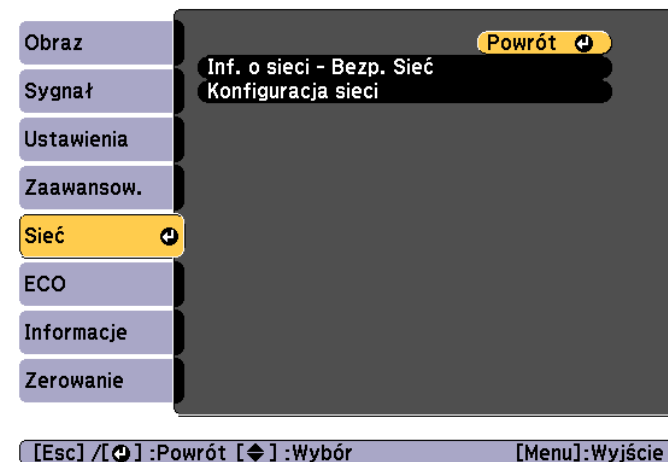 Obraz
Sygnał
Ustawienia
Zaawansow.
Sieć
ECO
Informacje
Zerowanie
Powrót
Inf. o sieci - Bezp. Sieć
Konfiguracja sieci
[Esc] /[ ] :Powrót [ ] :Wybór [Menu]:Wyjście